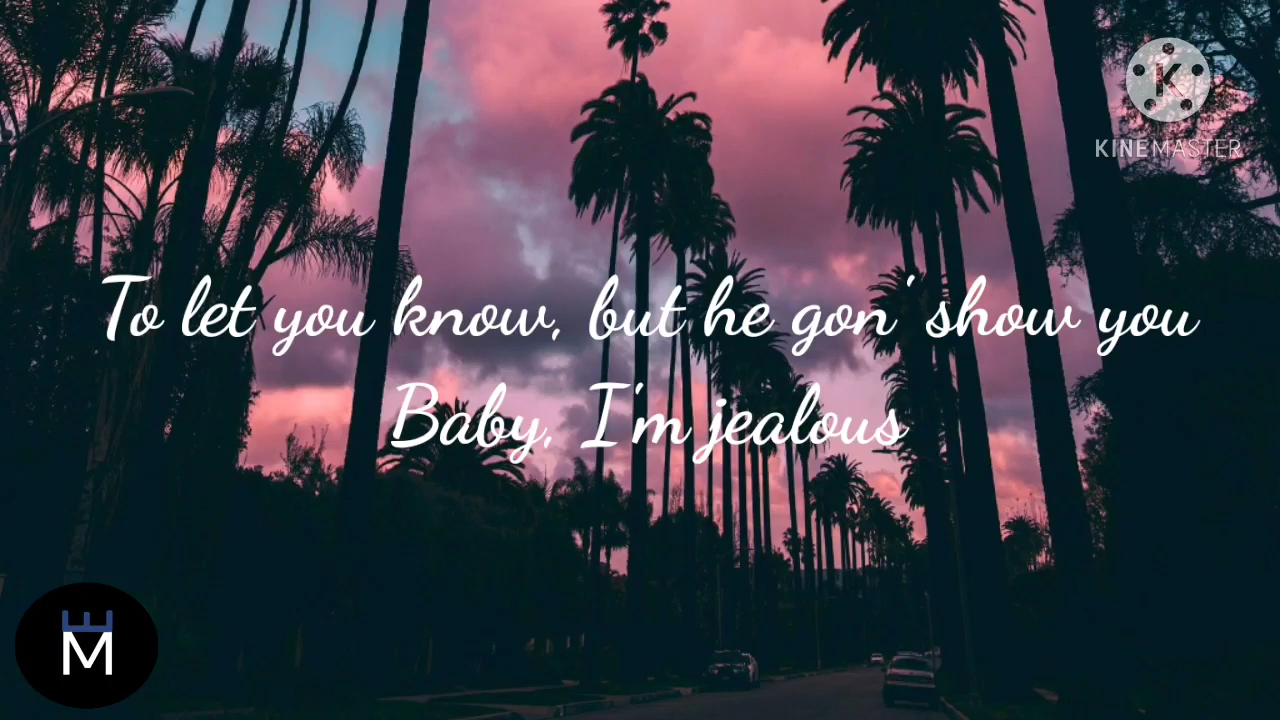 K
KINEMASTER
To let you know, but he gon' show you
Baby, I'm jealous
E
M